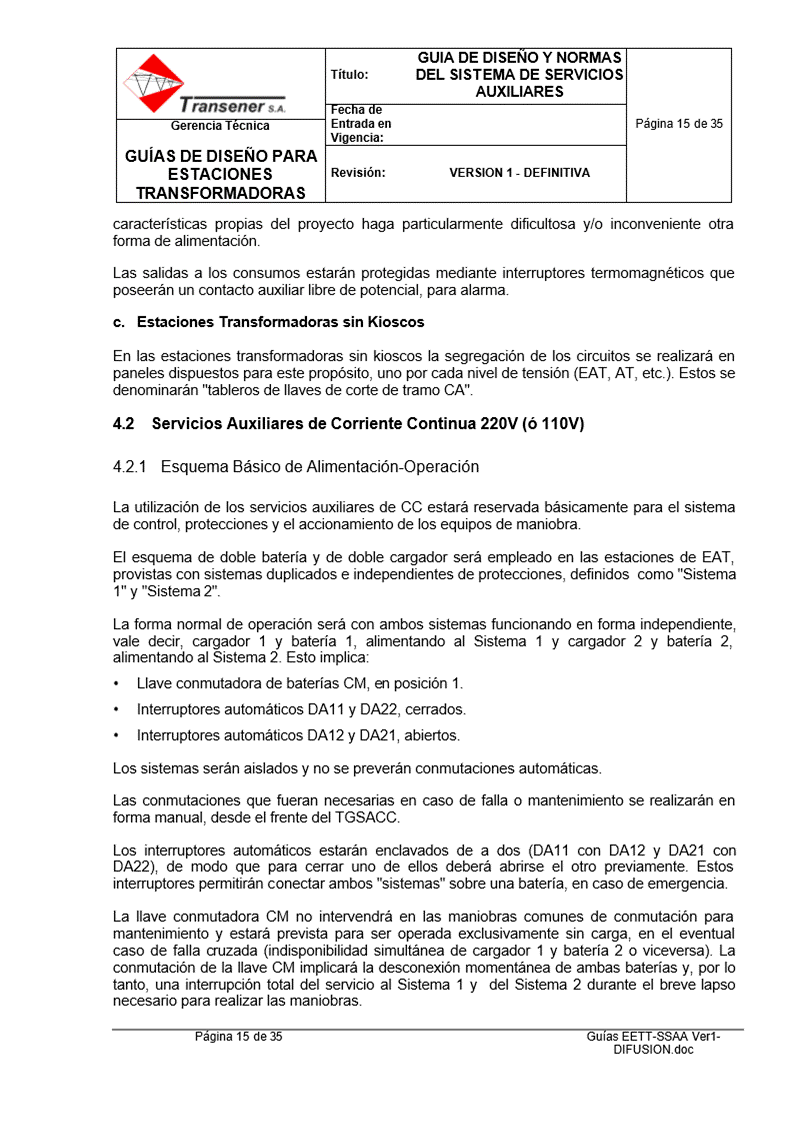 Transener S.A.
Gerencia Técnica
GUÍAS DE DISEÑO PARA
ESTACIONES
TRANSFORMADORAS
Título:
GUIA DE DISEÑO Y NORMAS
DEL SISTEMA DE SERVICIOS
AUXILIARES
Fecha de
Entrada en
Vigencia:
Revisión:
VERSION 1 - DEFINITIVA
Página 15 de 35
características propias del proyecto haga particularmente dificultosa y/o inconveniente otra
forma de alimentación.
Las salidas a los consumos estarán protegidas mediante interruptores termomagnéticos que
poseerán un contacto auxiliar libre de potencial, para alarma.
c. Estaciones Transformadoras sin Kioscos
En las estaciones transformadoras sin kioscos la segregación de los circuitos se realizará en
paneles dispuestos para este propósito, uno por cada nivel de tensión (EAT, AT, etc.). Estos se
denominarán "tableros de llaves de corte de tramo CA".
4.2 Servicios Auxiliares de Corriente Continua 220V (ó 110V)
4.2.1 Esquema Básico de Alimentación-Operación
La utilización de los servicios auxiliares de CC estará reservada básicamente para el sistema
de control, protecciones y el accionamiento de los equipos de maniobra.
El esquema de doble batería y de doble cargador será empleado en las estaciones de EAT,
provistas con sistemas duplicados e independientes de protecciones, definidos como "Sistema
1" y "Sistema 2".
La forma normal de operación será con ambos sistemas funcionando en forma independiente,
vale decir, cargador 1 y batería 1, alimentando al Sistema 1 y cargador 2 y batería 2,
alimentando al Sistema 2. Esto implica:
• Llave conmutadora de baterías CM, en posición 1.
• Interruptores automáticos DA11 y DA22, cerrados.
• Interruptores automáticos DA12 y DA21, abiertos.
Los sistemas serán aislados y no se preverán conmutaciones automáticas.
Las conmutaciones que fueran necesarias en caso de falla o mantenimiento se realizarán en
forma manual, desde el frente del TGSACC.
Los interruptores automáticos estarán enclavados de a dos (DA11 con DA12 y DA21 con
DA22), de modo que para cerrar uno de ellos deberá abrirse el otro previamente. Estos
interruptores permitirán conectar ambos "sistemas" sobre una batería, en caso de emergencia.
La llave conmutadora CM no intervendrá en las maniobras comunes de conmutación para
mantenimiento y estará prevista para ser operada exclusivamente sin carga, en el eventual
caso de falla cruzada (indisponibilidad simultánea de cargador 1 y batería 2 o viceversa). La
conmutación de la llave CM implicará la desconexión momentánea de ambas baterías y, por lo
tanto, una interrupción total del servicio al Sistema 1 y del Sistema 2 durante el breve lapso
necesario para realizar las maniobras.
Página 15 de 35
Guías EETT-SSAA Ver1-
DIFUSION.doc